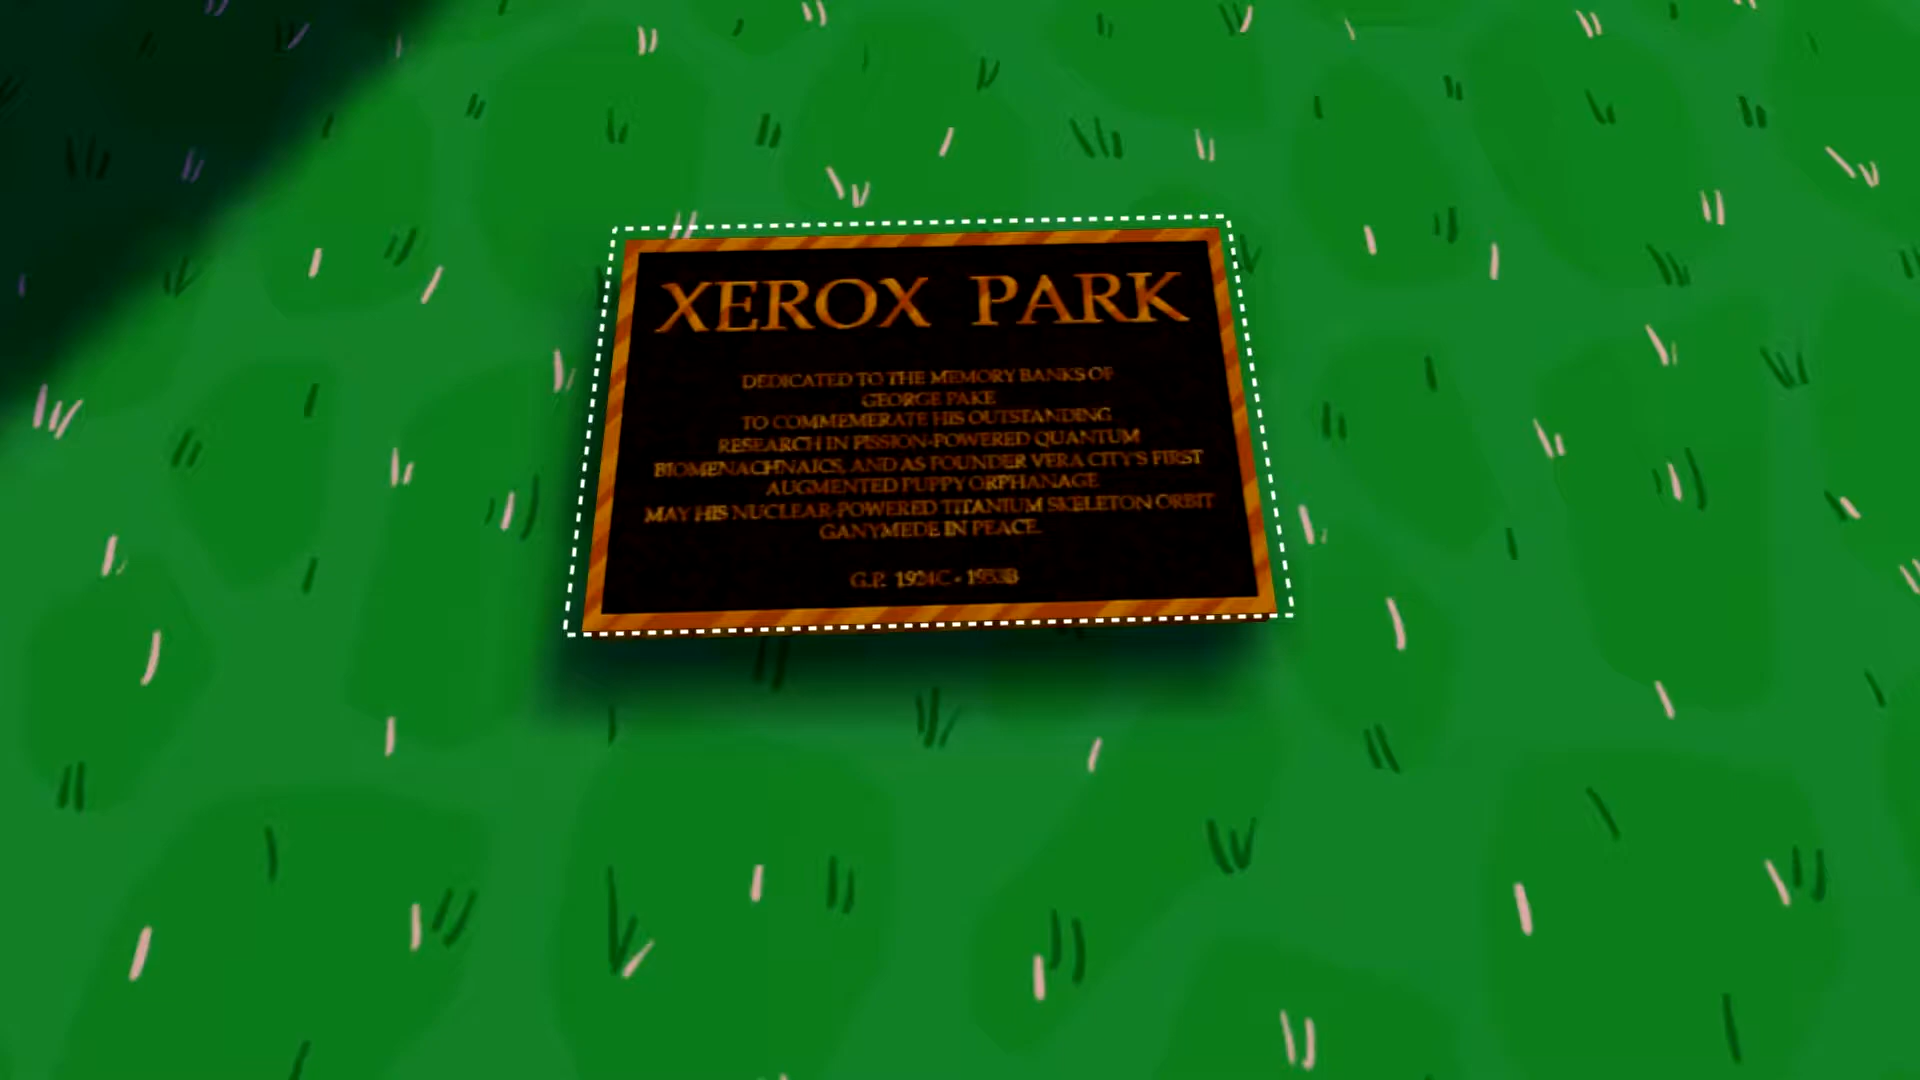 XEROX PARK
DEDICATED TO THE MEMORY BANKS OF
GEORGE PAKE
TO COMMEMERATE HIS OUTSTANDING
RESEARCH IN FISSION-POWERED QUANTUM
BIOMENACHNAICS, AND AS FOUNDER VERA CITY'S FIRST
AUGMENTED PUPPY ORPHANAGE
MAY HIS NUCLEAR-POWERED TITANIUM SKELETON ORBIT
GANYMEDE IN PEACE.
G.P. 1924C -